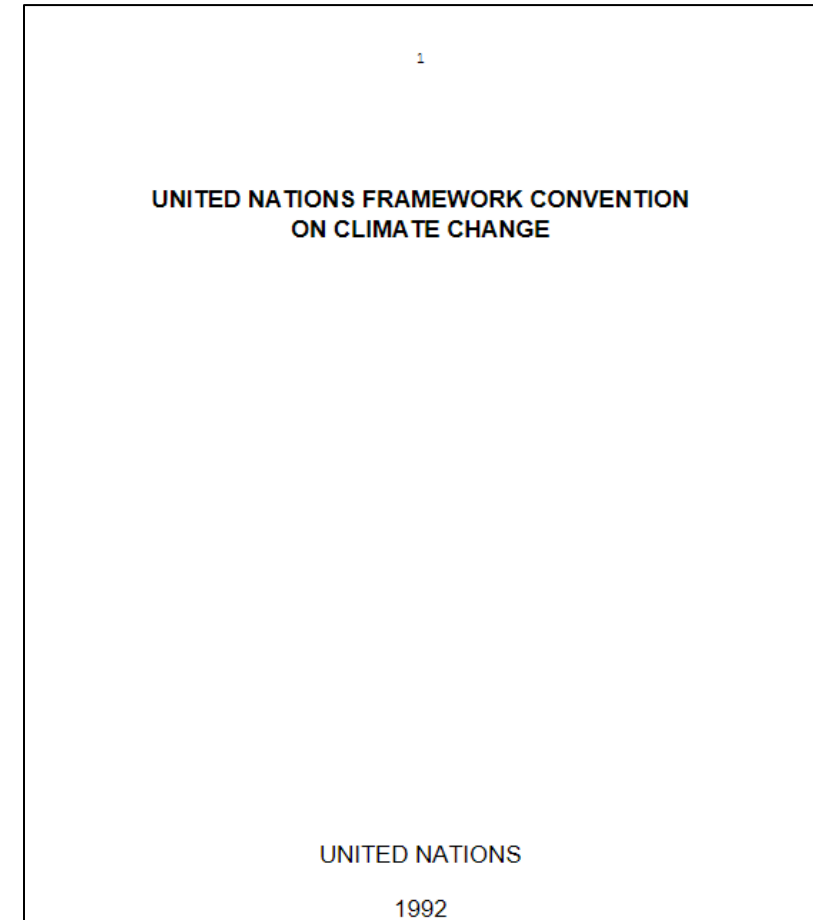 1
UNITED NATIONS FRAMEWORK CONVENTION
ON CLIMATE CHANGE
UNITED NATIONS
1992